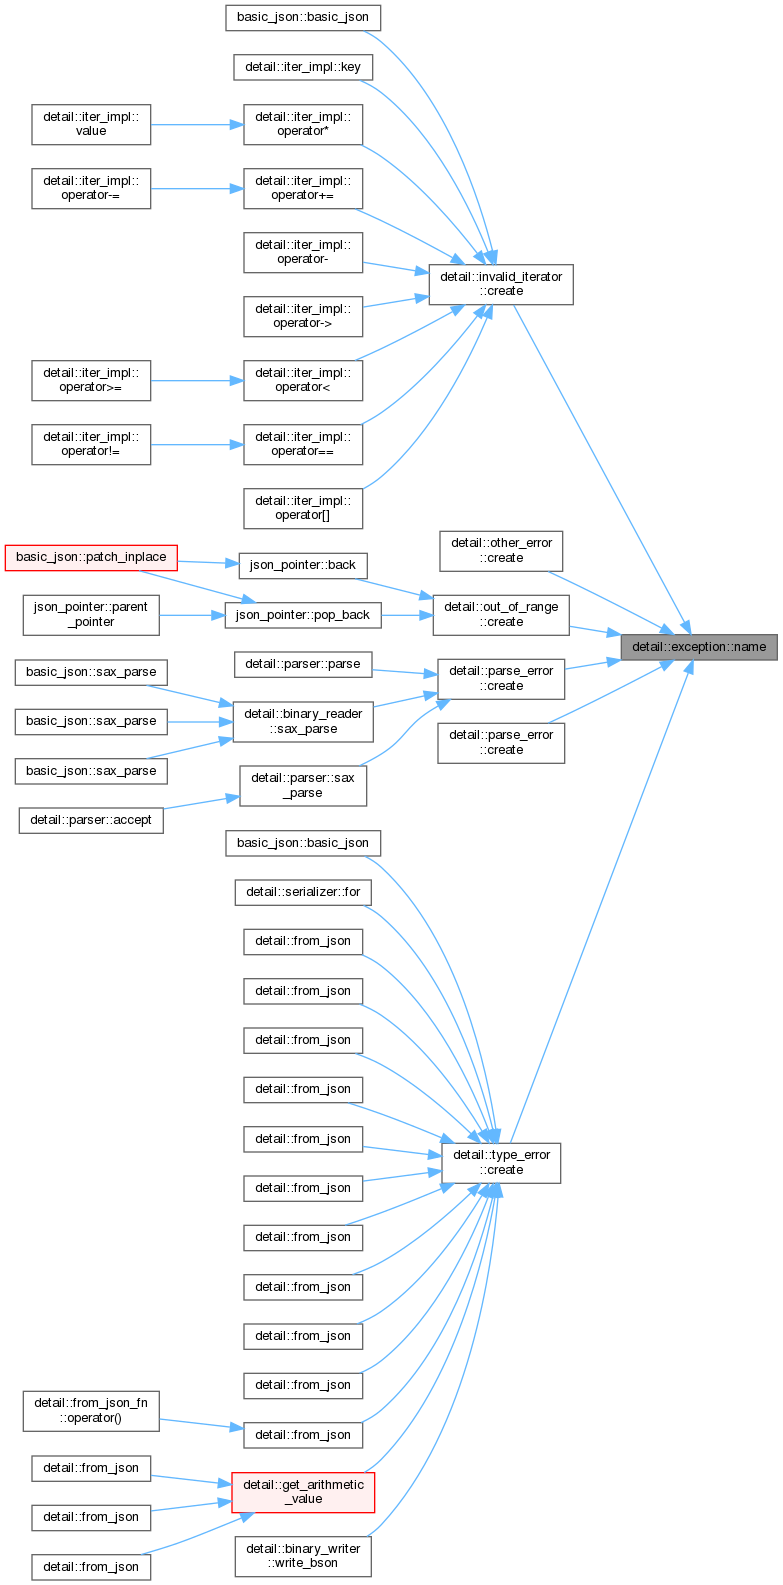 basic_json::basic_json
detail::iter_impl::key
detail::iter_impl::
value
detail::iter_impl::
operator*
detail::iter_impl::
operator-=
detail::iter_impl::
operator+=
detail::iter_impl::
operator-
detail::invalid_iterator
::create
detail::iter_impl::
operator->
detail::iter_impl::
operator>=
detail::iter_impl::
operator<
detail::iter_impl::
operator!=
detail::iter_impl::
operator==
detail::iter_impl::
operator[]
detail::other_error
::create
basic_json::patch_inplace
json_pointer::back
json_pointer::parent
_pointer
json_pointer::pop_back
detail::out_of_range
::create
detail::exception::name
basic_json::sax_parse
detail::parser::parse
detail::parse_error
::create
basic_json::sax_parse
detail::binary_reader
::sax_parse
detail::parse_error
::create
basic_json::sax_parse
detail::parser::sax
_parse
detail::parser::accept
basic_json::basic_json
detail::serializer::for
detail::from_json
detail::from_json
detail::from_json
detail::from_json
detail::from_json
detail::type_error
::create
detail::from_json
detail::from_json
detail::from_json
detail::from_json
detail::from_json
detail::from_json_fn
::operator()
detail::from_json
detail::from_json
detail::get_arithmetic
_value
detail::from_json
detail::from_json
detail::binary_writer
::write_bson